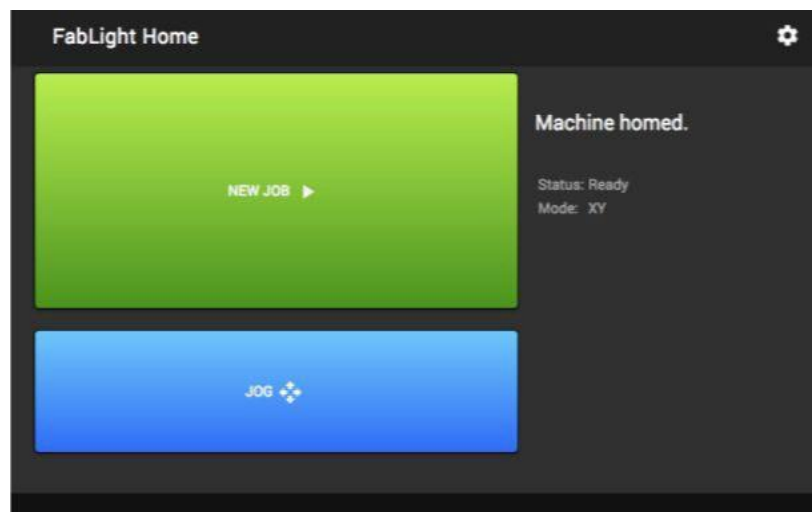 FabLight Home
NEW JOB
Machine homed.
Status: Ready
Mode: XY
JOG